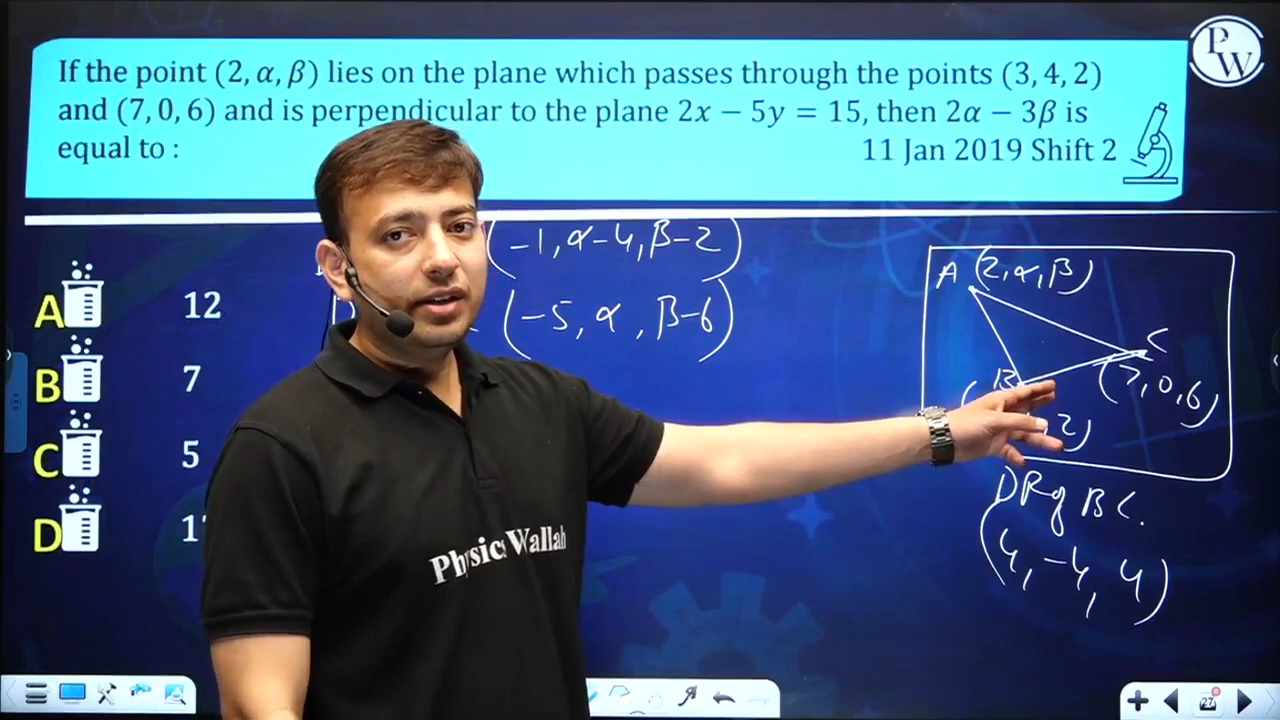 If the point (2, α, β) lies on the plane which passes through the points (3, 4, 2)
and (7, 0, 6) and is perpendicular to the plane 2x − 5y = 15, then 2α − 3β is
equal to :
11 Jan 2019 Shift 2
PW
A 12
B 7
C 5
D 1
(-1, α-4, β-2)
(-5, α, β-6)
A (2, α, β)
B
C
(7, 0, 6)
2)
DR of BC.
(4, -4, 4)
Physics Wallah
27